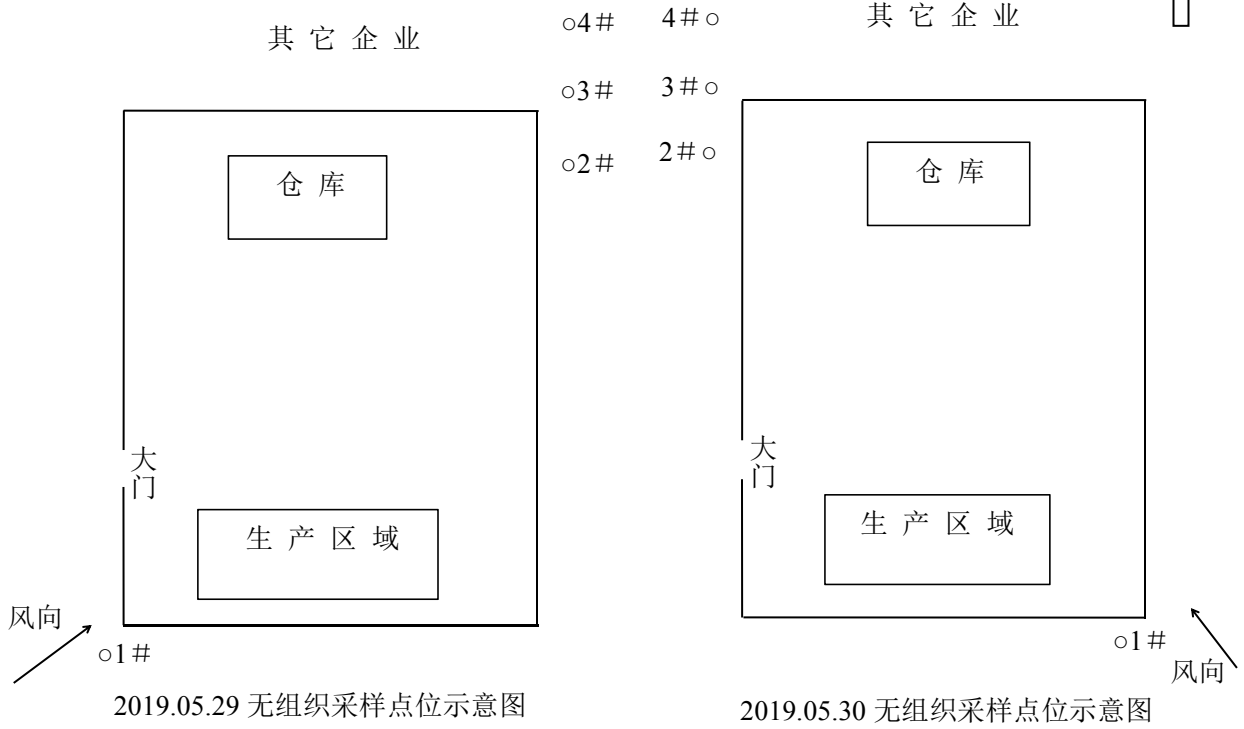 其它企业
○4＃
○3＃
○2＃
仓库
大门
生产区域
风向
○1＃
2019.05.29 无组织采样点位示意图
其它企业
4＃○
3＃○
2＃○
仓库
大门
生产区域
○1＃
风向
2019.05.30 无组织采样点位示意图